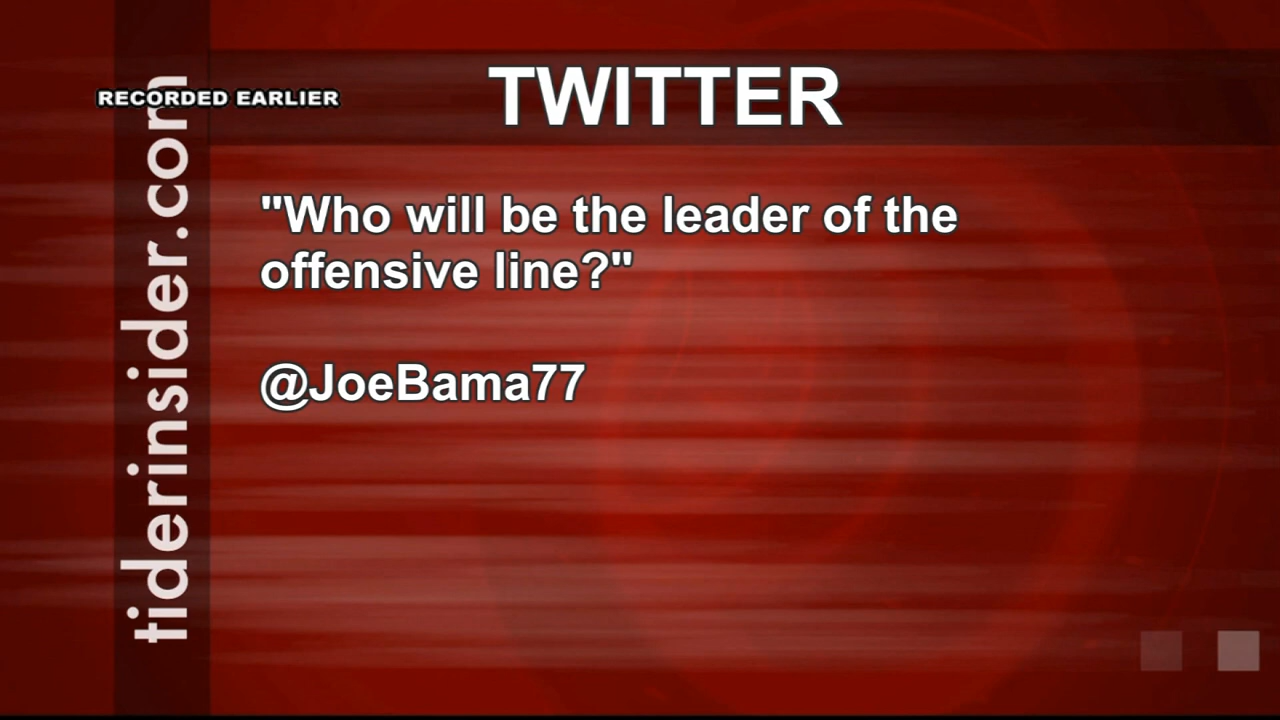 TWITTER
RECORDED EARLIER
"Who will be the leader of the
offensive line?"
@JoeBama77
tiderinsider.com